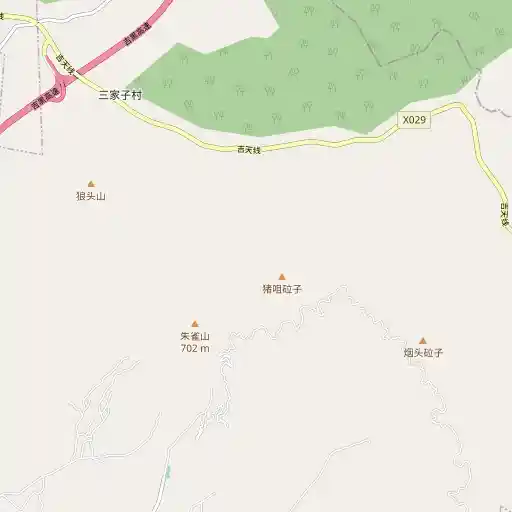 线
吉天线
吉黑高速
吉黑高速
三家子村
X029
吉天线
吉天线
狼头山
猪咀砬子
朱雀山
702 m
烟头砬子